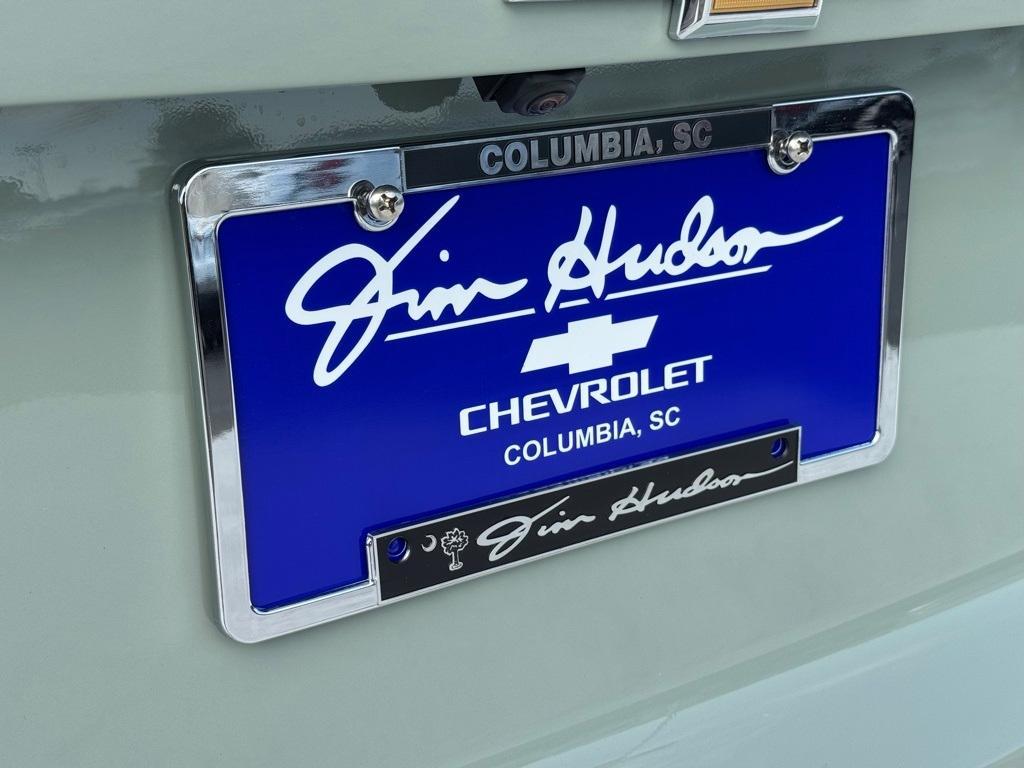 COLUMBIA, SC
Jim Hudson
CHEVROLET
COLUMBIA, SC
Jim Hudson